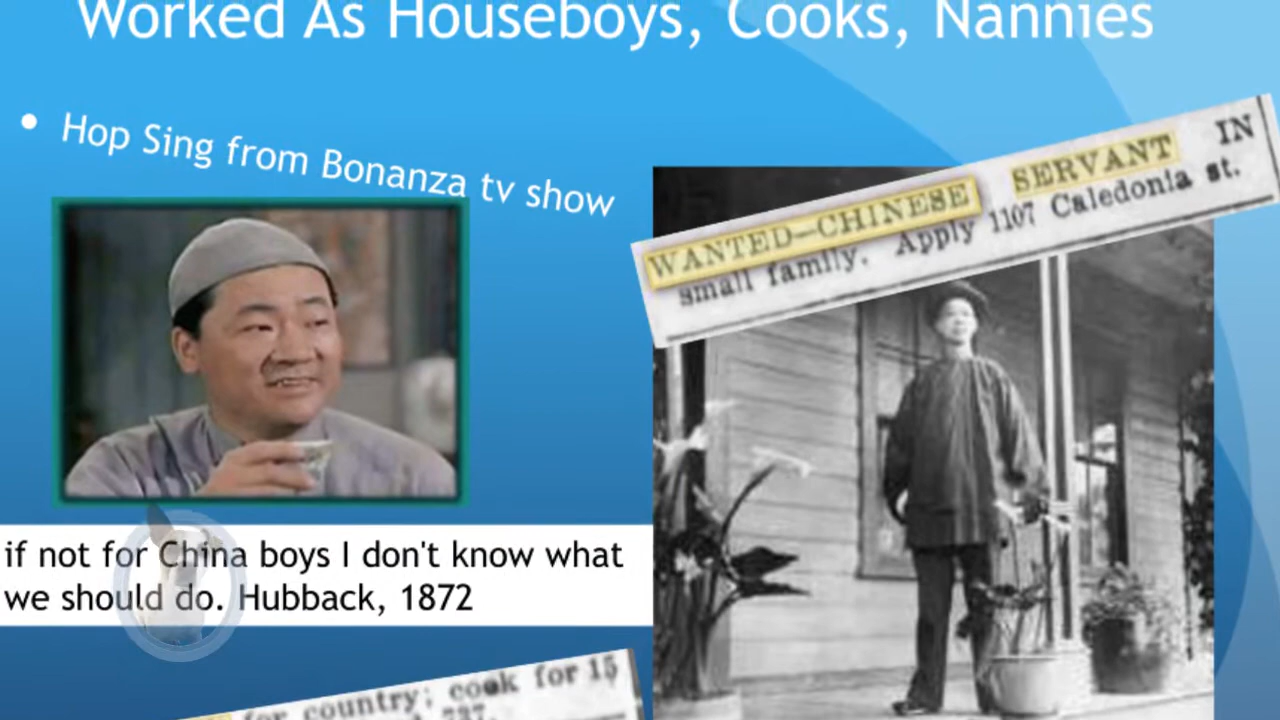 Worked As Houseboys, Cooks, Nannies
• Hop Sing from Bonanza tv show
WANTED—CHINESE SERVANT IN
small family. Apply 1107 Caledonia st.
if not for China boys I don't know what
we should do. Hubback, 1872
for country; cook for 15
737.